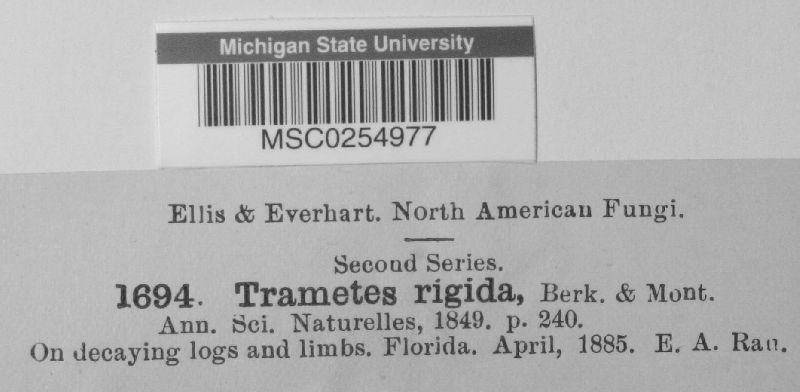 Michigan State University
MSC0254977
Ellis & Everhart. North American Fungi.
Second Series.
1694. Trametes rigida, Berk. & Mont.
Ann. Sci. Naturelles, 1849. p. 240.
On decaying logs and limbs. Florida. April, 1885. E. A. Rau.